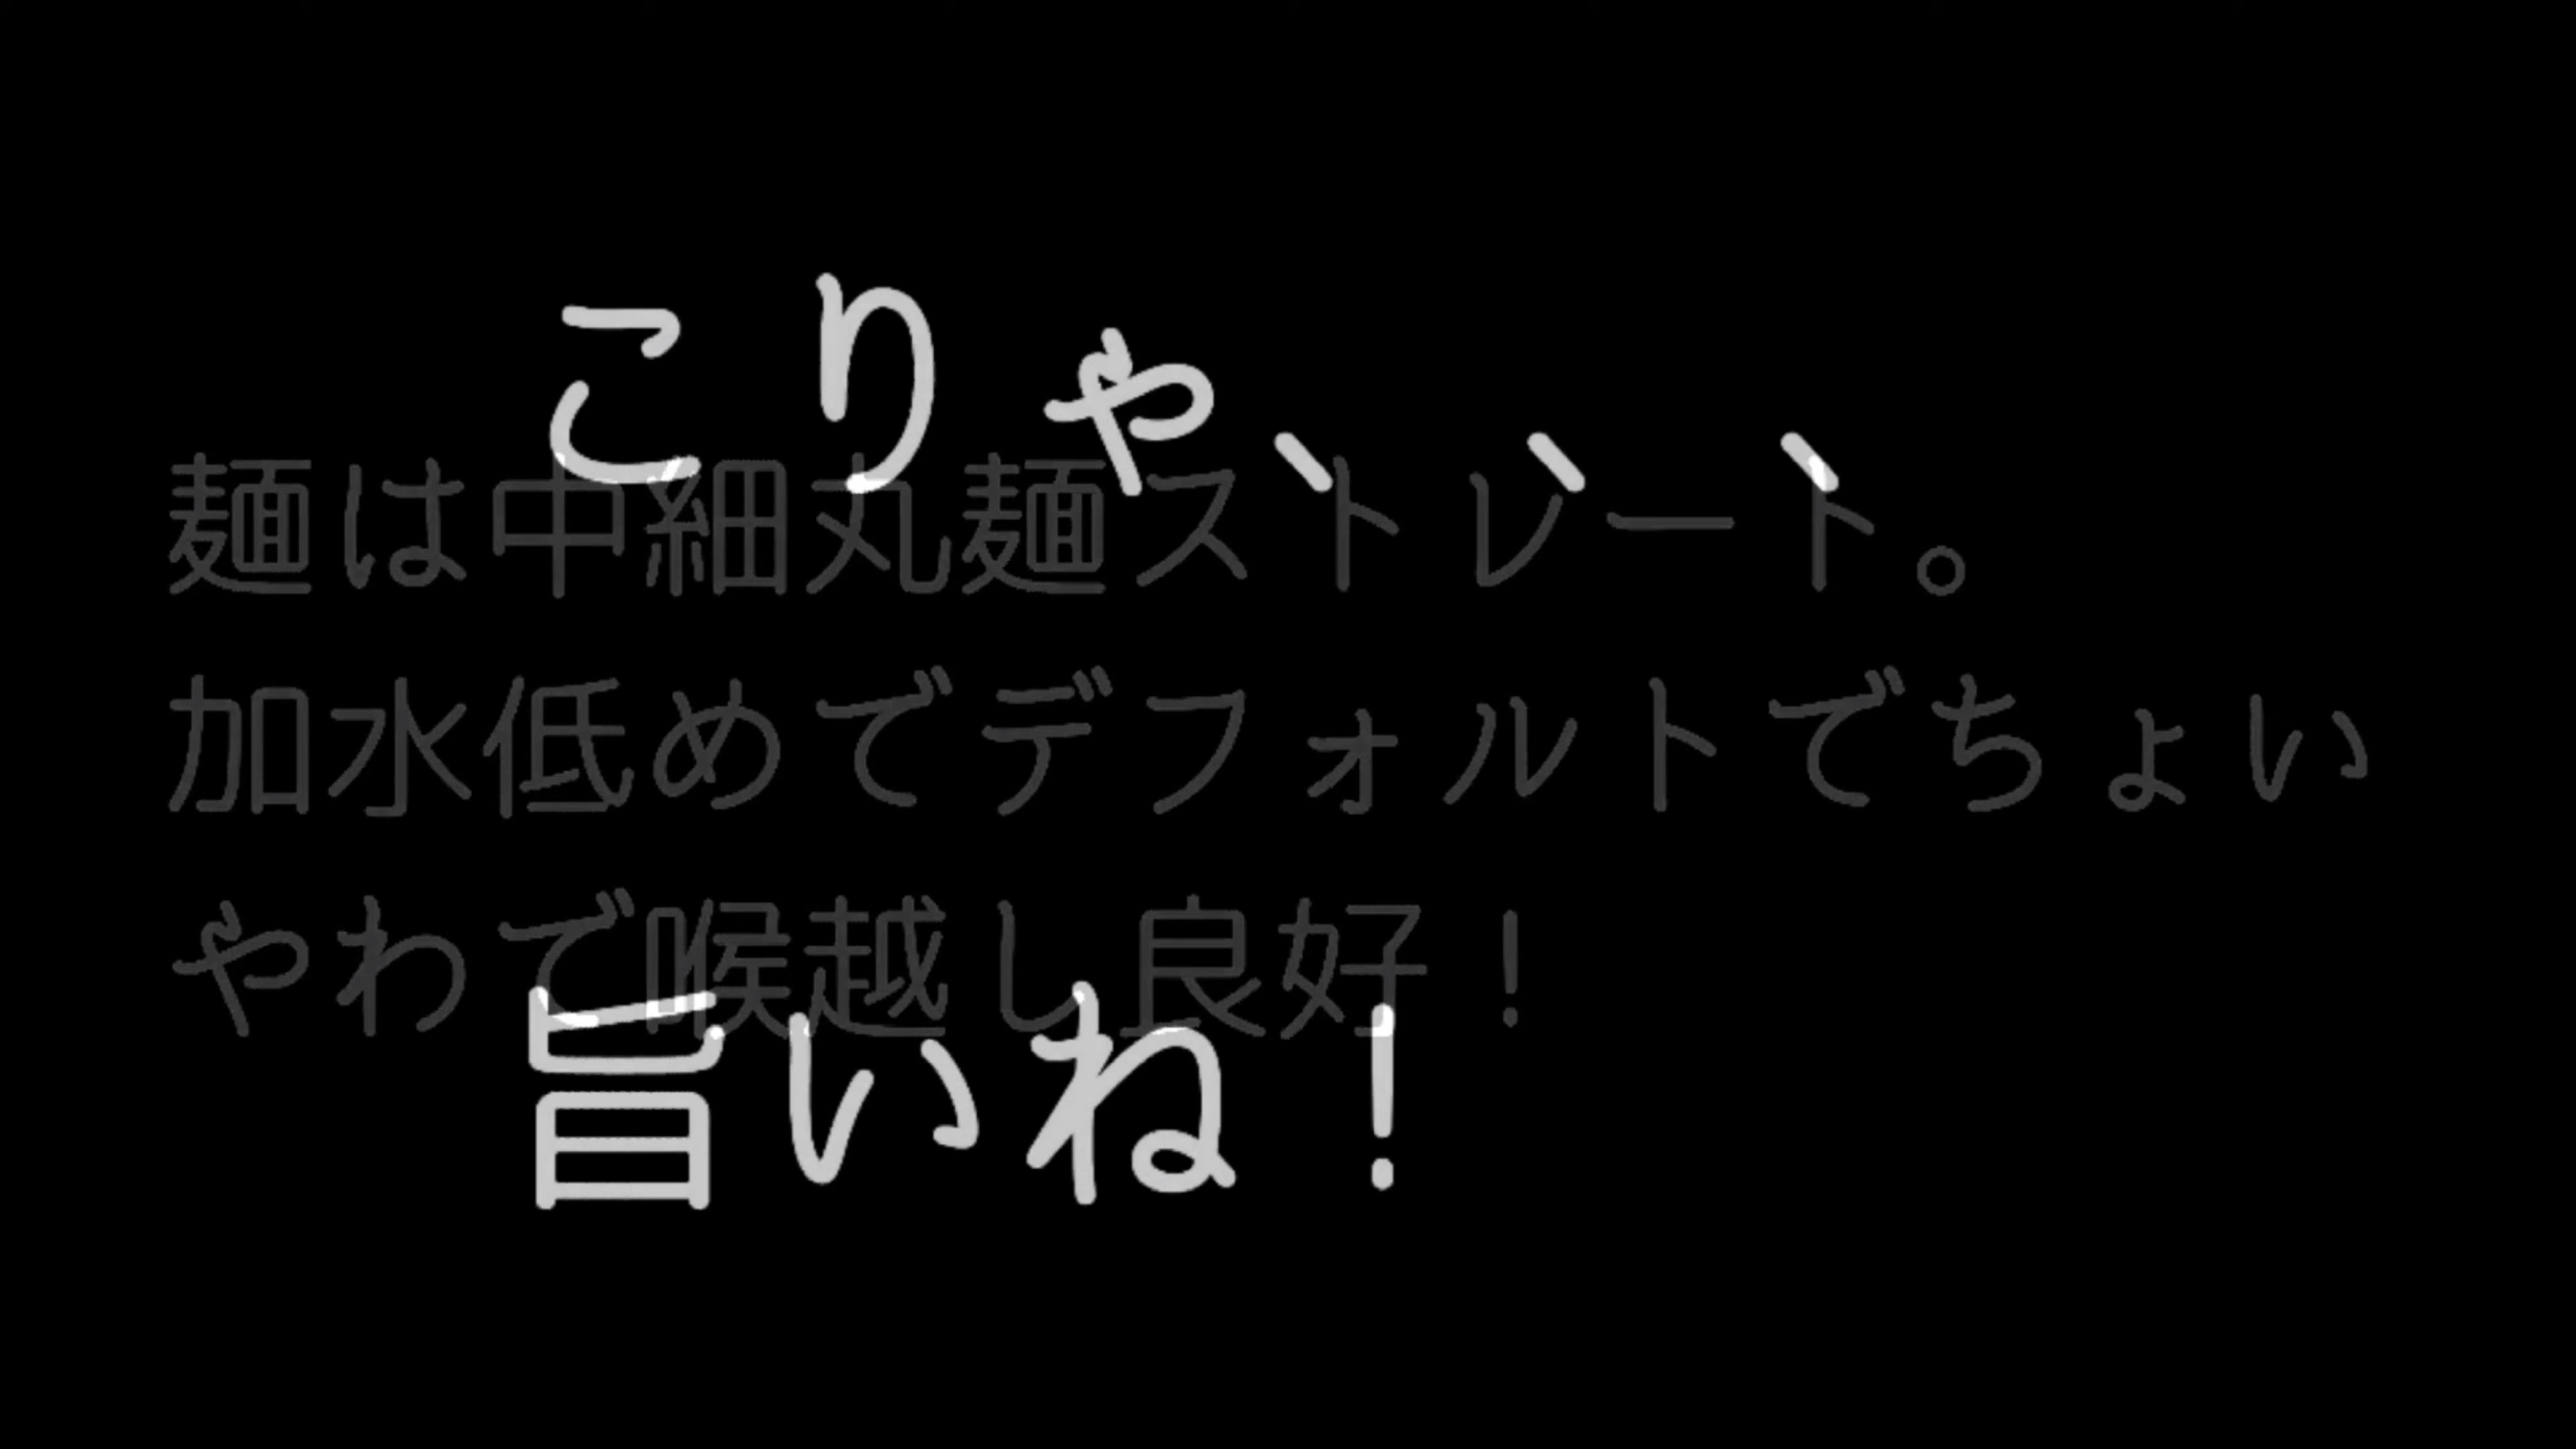 こりゃ、、、
麺は中細丸麺ストレート。
加水低めでデフォルトでちょい
やわで喉越し良好！
旨いね！